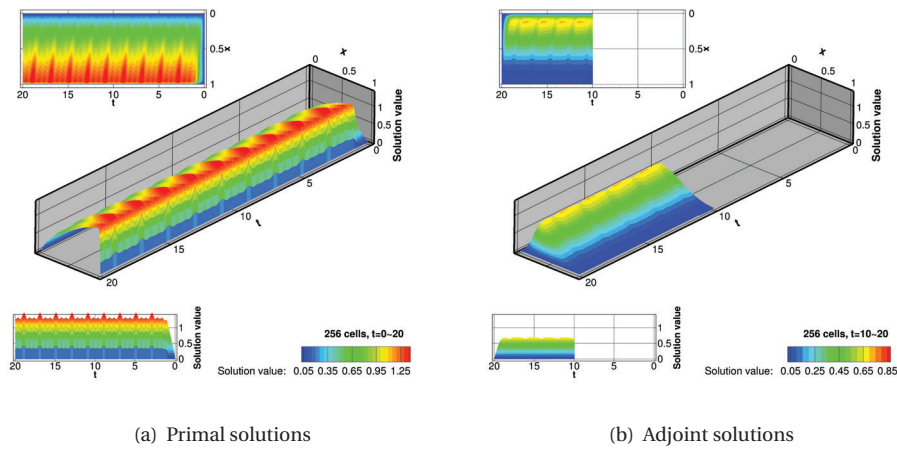 0
0.5
x
1
20
15
10
5
0
t
x
0
0.5
1
1
0.5
0
Solution value
0
5
10
t
15
20
1
0.5
0
Solution value
20
15
10
5
0
t
256 cells, t=0~20
Solution value: 0.05 0.35 0.65 0.95 1.25
(a) Primal solutions
0
0.5
x
1
20
15
10
5
0
t
x
0
0.5
1
1
0.5
0
Solution value
0
5
10
t
15
20
1
0.5
0
Solution value
20
15
10
5
0
t
256 cells, t=10~20
Solution value: 0.05 0.25 0.45 0.65 0.85
(b) Adjoint solutions